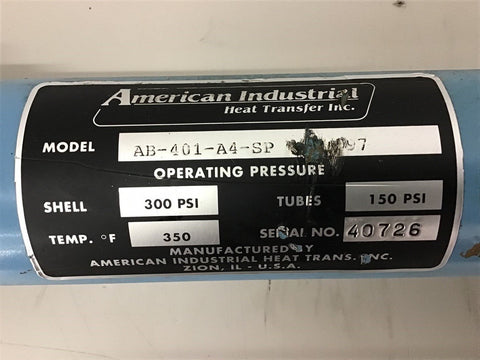 American Industrial
Heat Transfer Inc.
MODEL AB-401-A4-SP 97
OPERATING PRESSURE
SHELL 300 PSI TUBES 150 PSI
TEMP. °F 350 SERIAL NO. 40726
MANUFACTURED BY
AMERICAN INDUSTRIAL HEAT TRANS. INC.
ZION, IL - U.S.A.